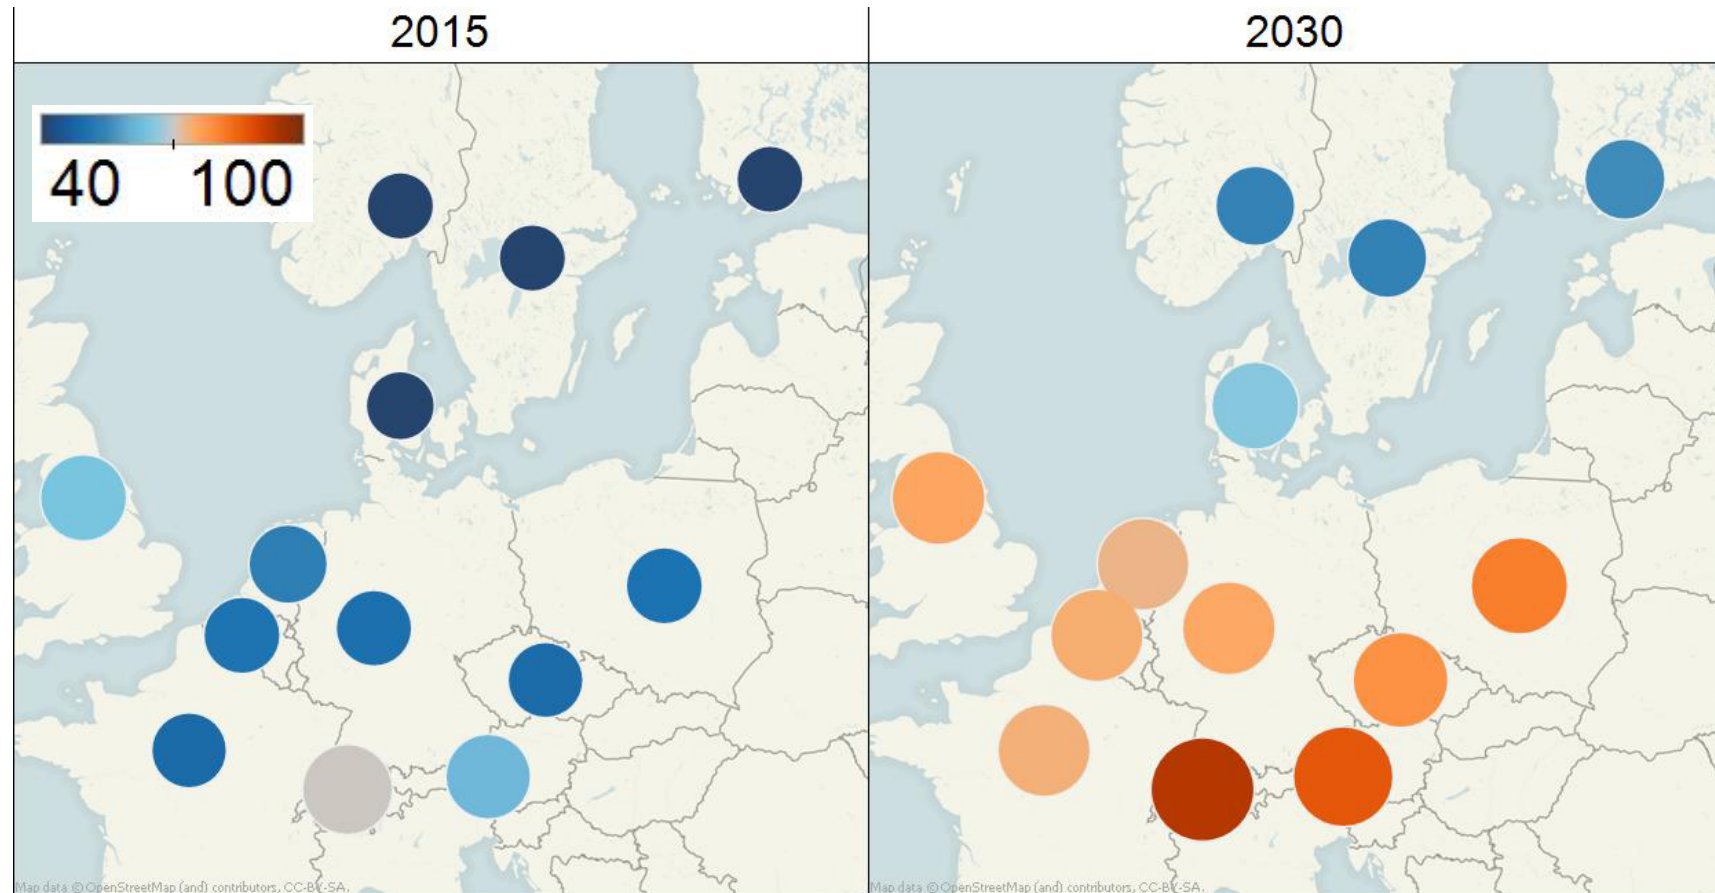 2015
2030
40 100
Map data © OpenStreetMap (and) contributors, CC-BY-SA.
Map data © OpenStreetMap (and) contributors, CC-BY-SA.